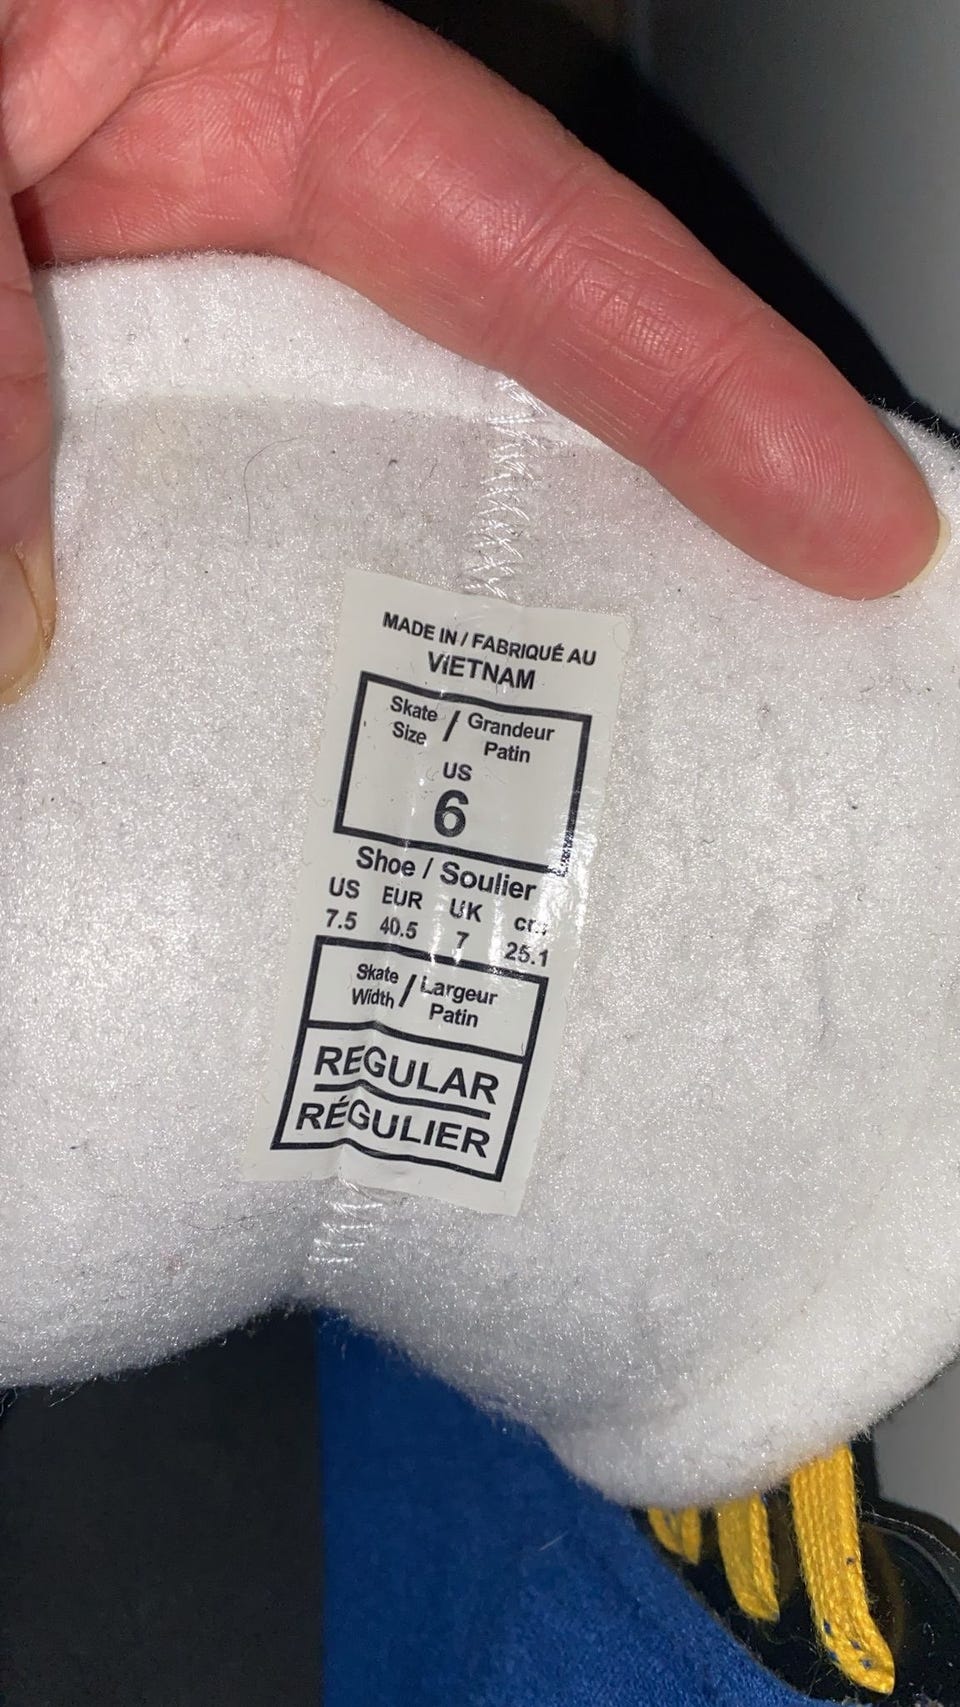 MADE IN / FABRIQUÉ AU
VIETNAM
Skate Size / Grandeur Patin
US
6
Shoe / Soulier
US EUR UK cm
7.5 40.5 7 25.1
Skate Width / Largeur Patin
REGULAR
RÉGULIER